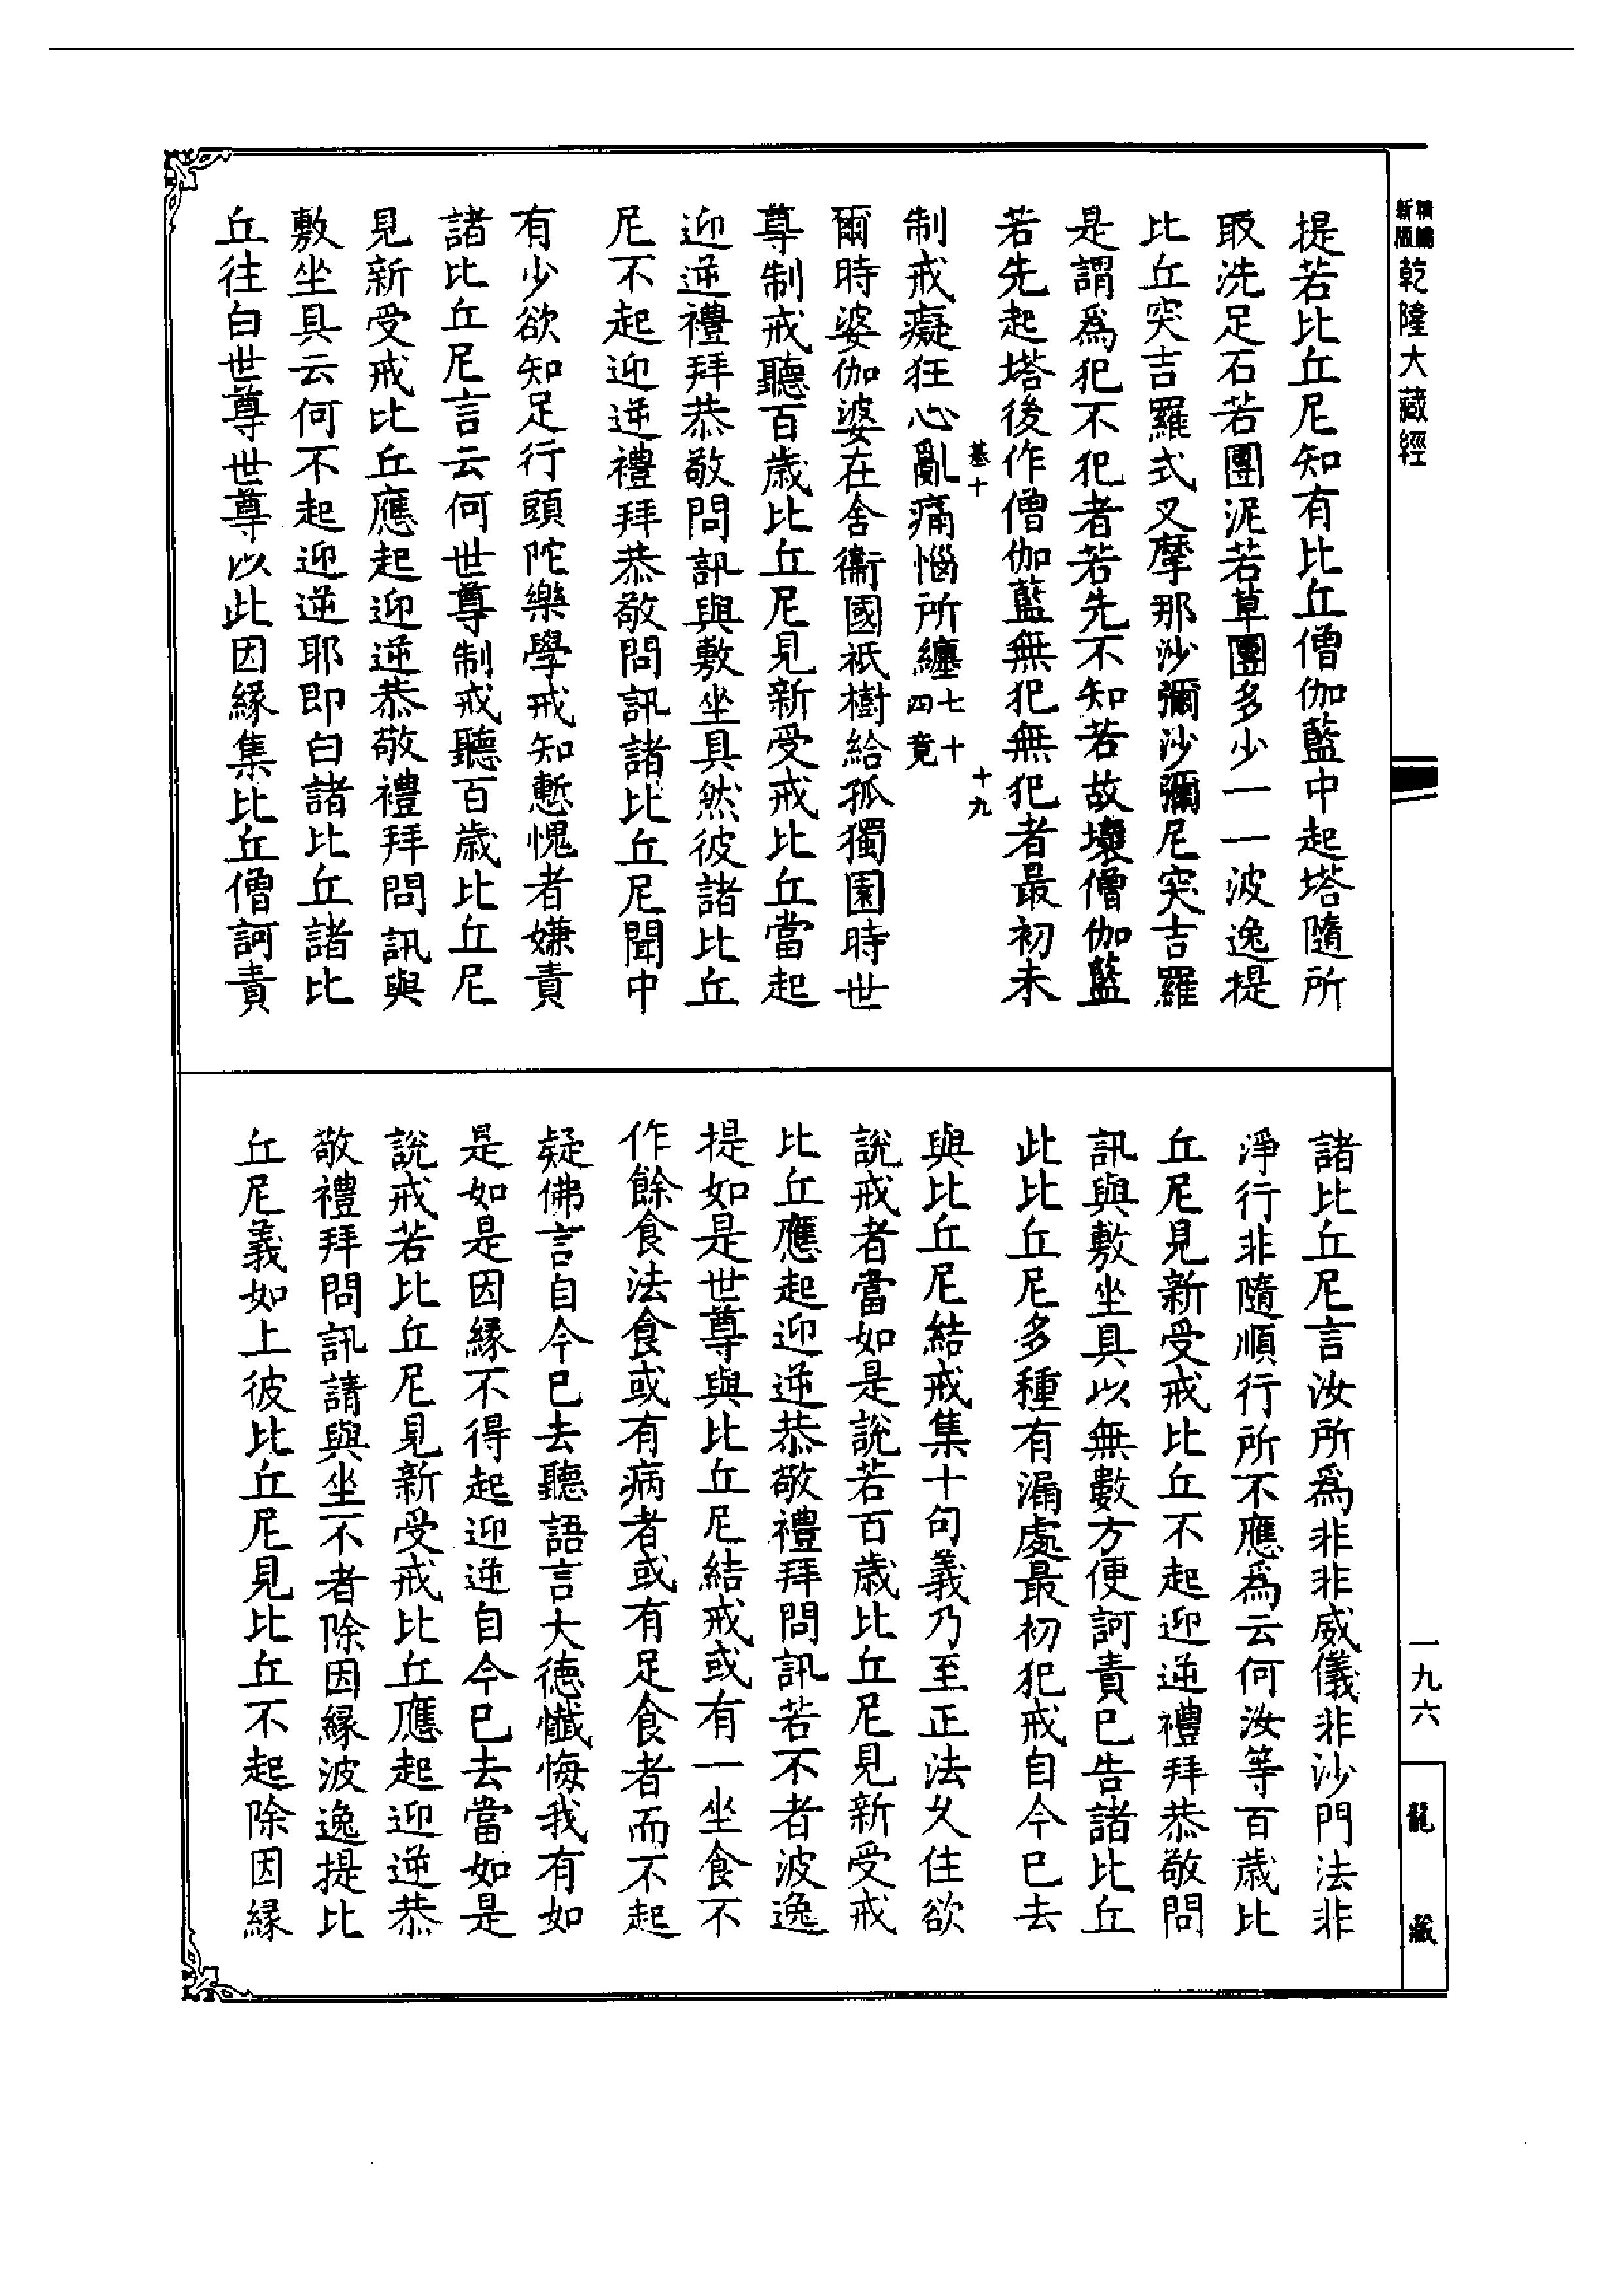 精編新版 乾隆大藏經
提若比丘尼知有比丘僧伽藍中起塔隨所
取洗足石若團泥若草團多少一一波逸提
比丘突吉羅式叉摩那沙彌沙彌尼突吉羅
是謂爲犯不犯者若先不知若故壞僧伽藍
若先起塔後作僧伽藍無犯無犯者最初未
基十 十九
制戒癡狂心亂痛惱所纏七十四竟
爾時婆伽婆在舍衞國祇樹給孤獨園時世
尊制戒聽百歲比丘尼見新受戒比丘當起
迎逆禮拜恭敬問訊與敷坐具然彼諸比丘
尼不起迎逆禮拜恭敬問訊諸比丘尼聞中
有少欲知足行頭陀樂學戒知慙愧者嫌責
諸比丘尼言云何世尊制戒聽百歲比丘尼
見新受戒比丘應起迎逆恭敬禮拜問訊與
敷坐具云何不起迎逆耶即白諸比丘諸比
丘往白世尊世尊以此因緣集比丘僧訶責
諸比丘尼言汝所爲非非威儀非沙門法非
淨行非隨順行所不應爲云何汝等百歲比
丘尼見新受戒比丘不起迎逆禮拜恭敬問
訊與敷坐具以無數方便訶責已告諸比丘
此比丘尼多種有漏處最初犯戒自今已去
與比丘尼結戒集十句義乃至正法久住欲
說戒者當如是說若百歲比丘尼見新受戒
比丘應起迎逆恭敬禮拜問訊若不者波逸
提如是世尊與比丘尼結戒或有一坐食不
作餘食法食或有病者或有足食者而不起
疑佛言自今已去聽語言大德懺悔我有如
是如是因緣不得起迎逆自今已去當如是
說戒若比丘尼見新受戒比丘應起迎逆恭
敬禮拜問訊請與坐不者除因緣波逸提比
丘尼義如上彼比丘尼見比丘不起除因緣
一九六
龍藏